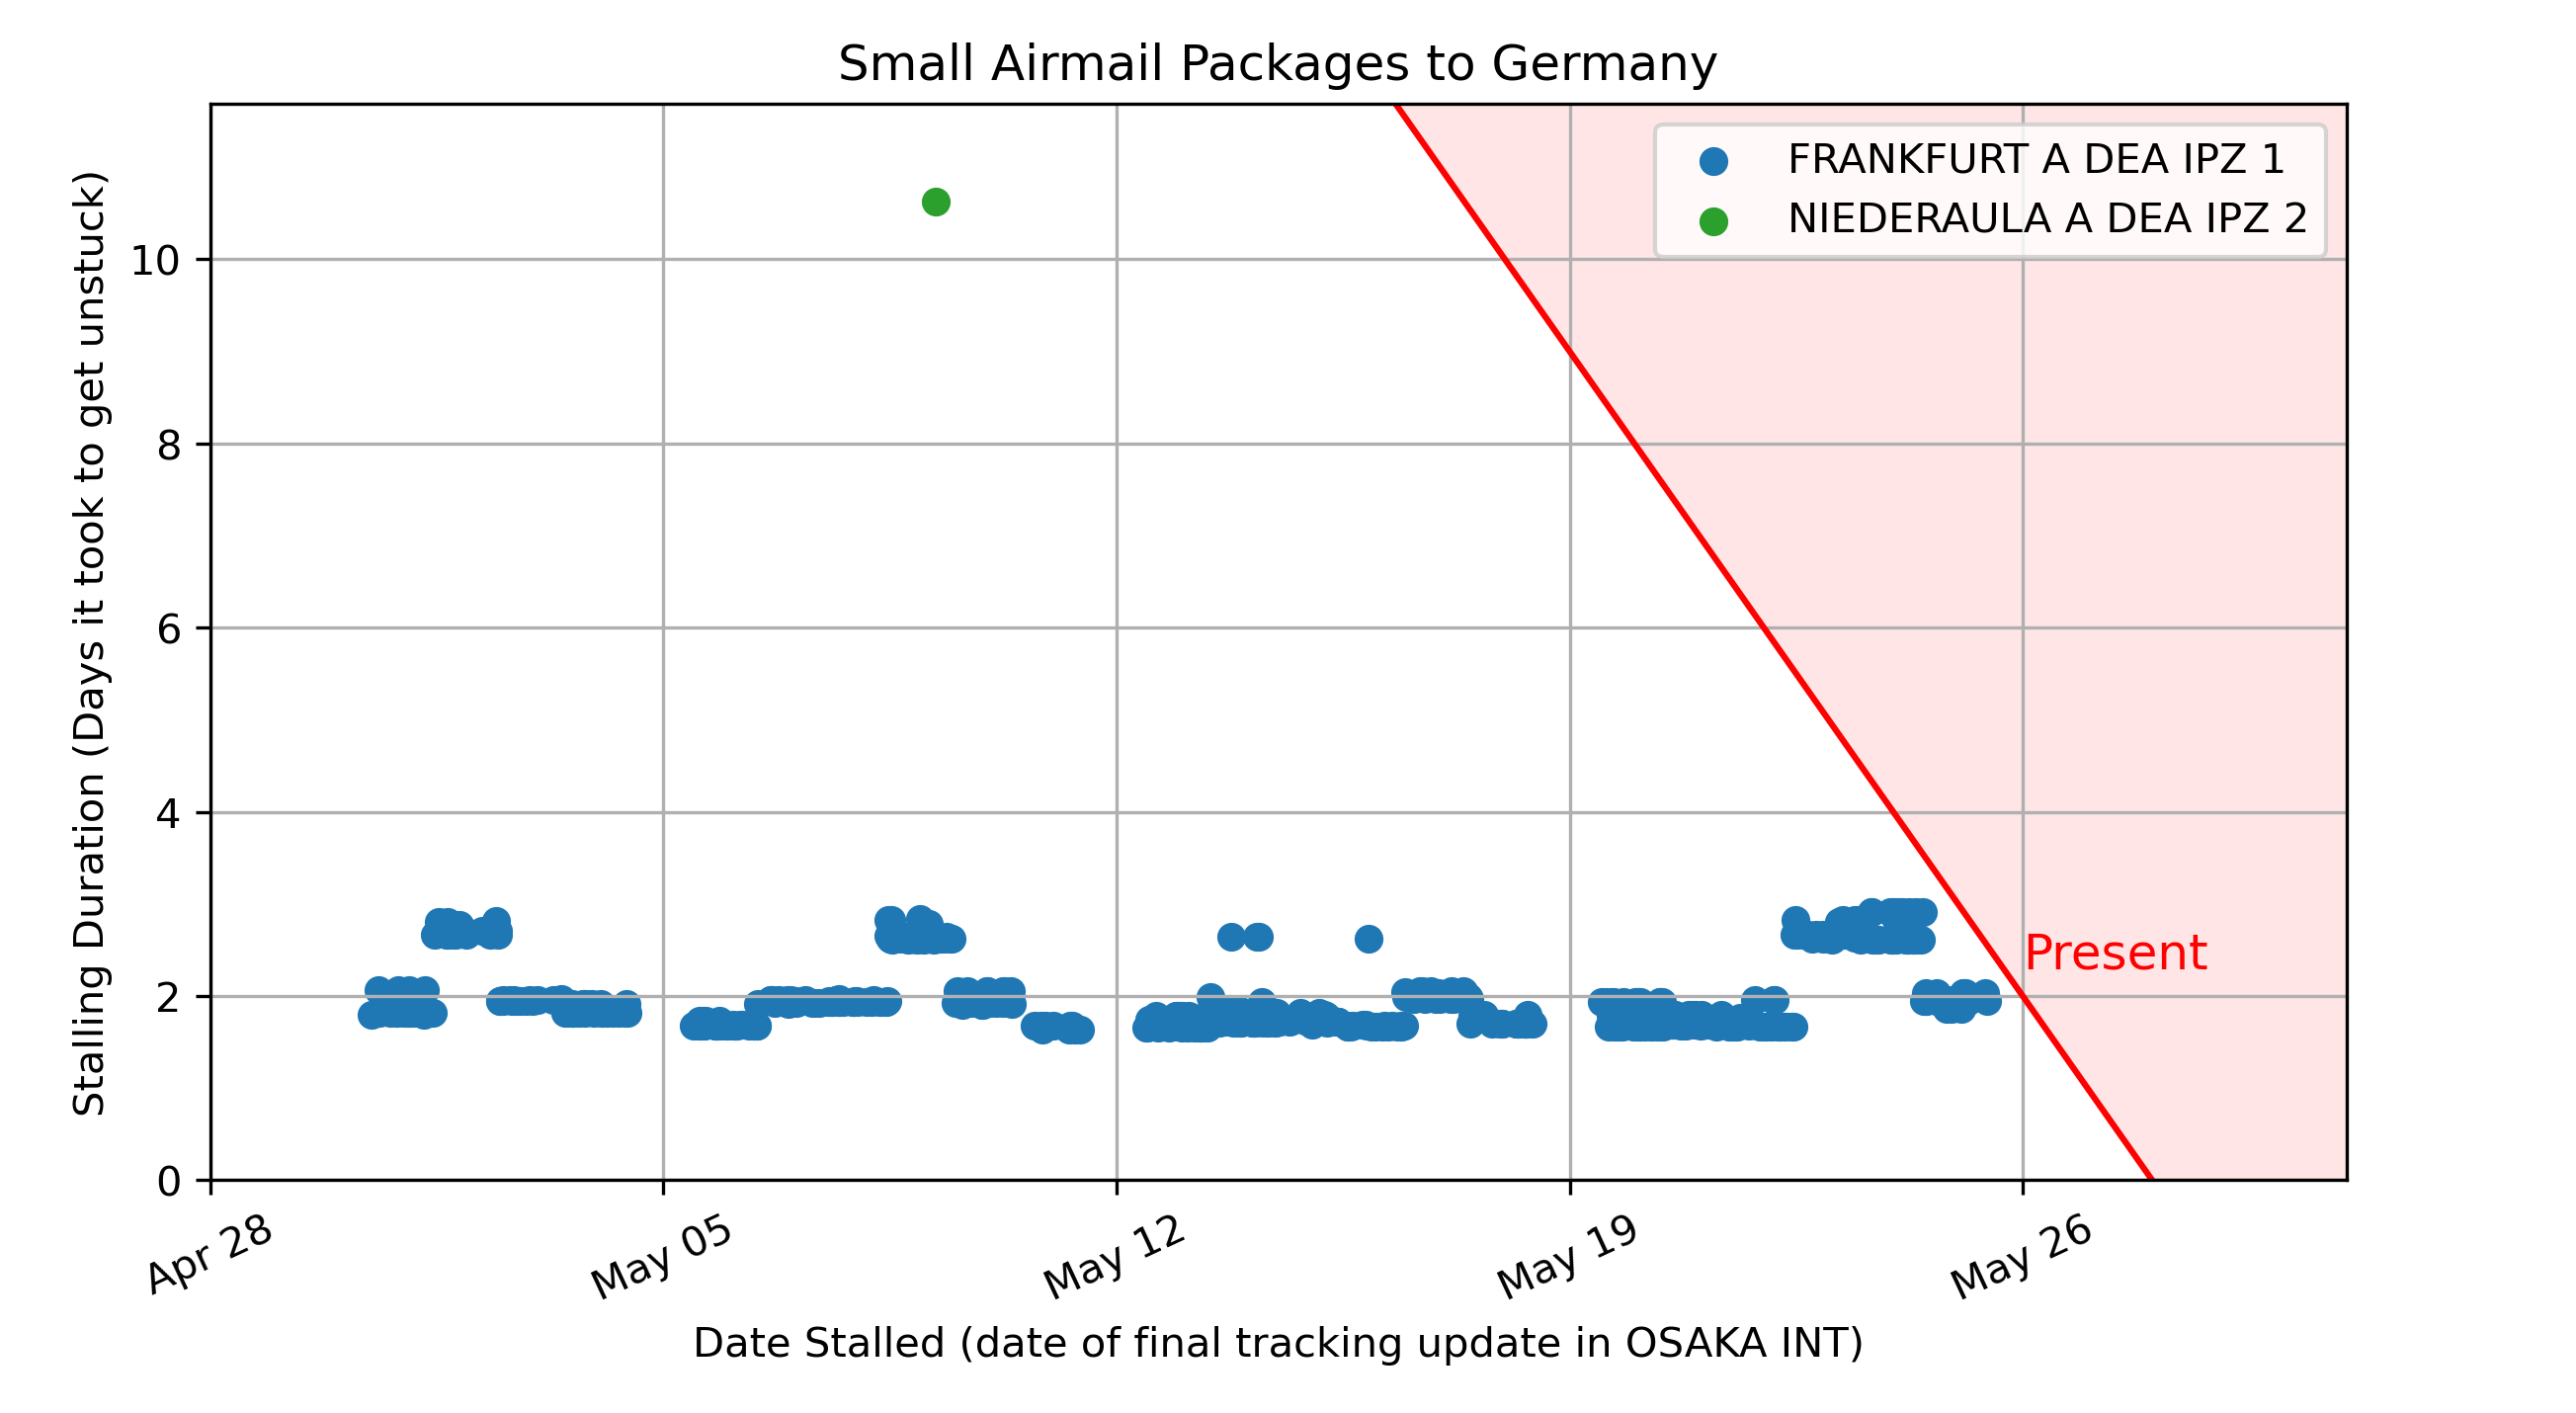 Small Airmail Packages to Germany
FRANKFURT A DEA IPZ 1
NIEDERAULA A DEA IPZ 2
Stalling Duration (Days it took to get unstuck)
10
8
6
4
2
0
Present
Apr 28
May 05
May 12
May 19
May 26
Date Stalled (date of final tracking update in OSAKA INT)